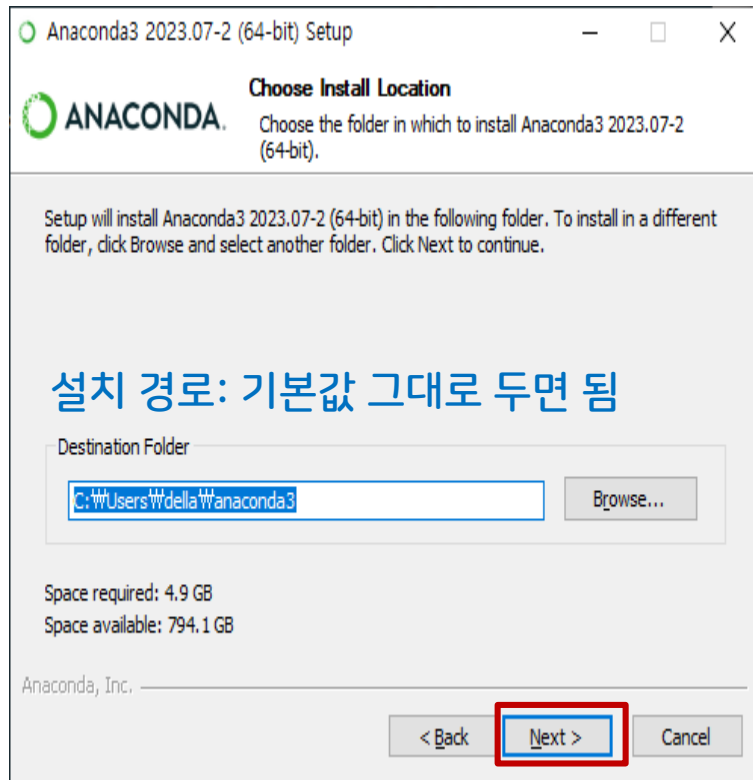 Anaconda3 2023.07-2 (64-bit) Setup
ANACONDA.
Choose Install Location
Choose the folder in which to install Anaconda3 2023.07-2
(64-bit).
Setup will install Anaconda3 2023.07-2 (64-bit) in the following folder. To install in a different
folder, click Browse and select another folder. Click Next to continue.
설치 경로: 기본값 그대로 두면 됨
Destination Folder
C:₩Users₩della₩anaconda3
Browse...
Space required: 4.9 GB
Space available: 794.1 GB
Anaconda, Inc.
< Back
Next >
Cancel